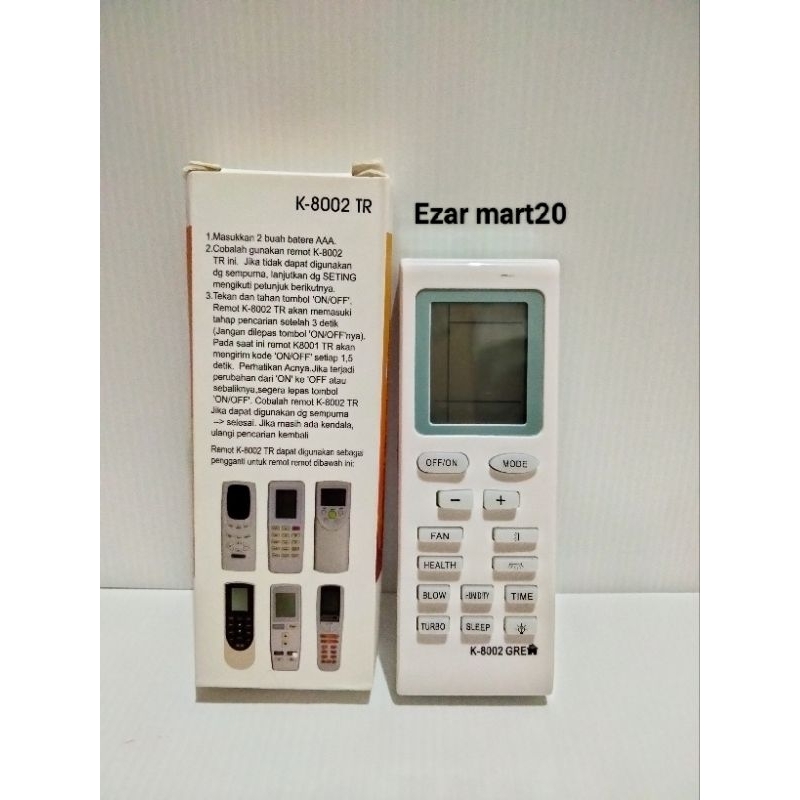 K-8002 TR
1.Masukkan 2 buah batere AAA.
2.Cobalah gunakan remot K-8002
TR ini. Jika tidak dapat digunakan
dg sempurna, lanjutkan dg SETING
mengikuti petunjuk berikutnya.
3.Tekan dan tahan tombol 'ON/OFF'.
Remot K-8002 TR akan memasuki
tahap pencarian setelah 3 detik
(Jangan dilepas tombol 'ON/OFF'nya).
Pada saat ini remot K8001 TR akan
mengirim kode 'ON/OFF' setiap 1,5
detik. Perhatikan Acnya.Jika terjadi
perubahan dari 'ON' ke 'OFF atau
sebaliknya,segera lepas tombol
'ON/OFF'. Cobalah remot K-8002 TR
Jika dapat digunakan dg sempurna
--> selesai. Jika masih ada kendala,
ulangi pencarian kembali
Remot K-8002 TR dapat digunakan sebagai
pengganti untuk remot remot dibawah ini:
Ezar mart20
OFF/ON MODE
− +
FAN
HEALTH
BLOW HUMIDITY TIME
TURBO SLEEP
K-8002 GRE